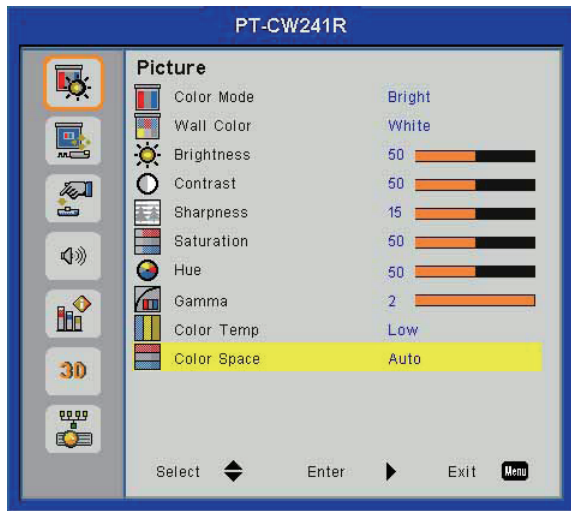 PT-CW241R
Picture
Color Mode Bright
Wall Color White
Brightness 50
Contrast 50
Sharpness 15
Saturation 50
Hue 50
Gamma 2
Color Temp Low
Color Space Auto
3D
Select Enter Exit Menu